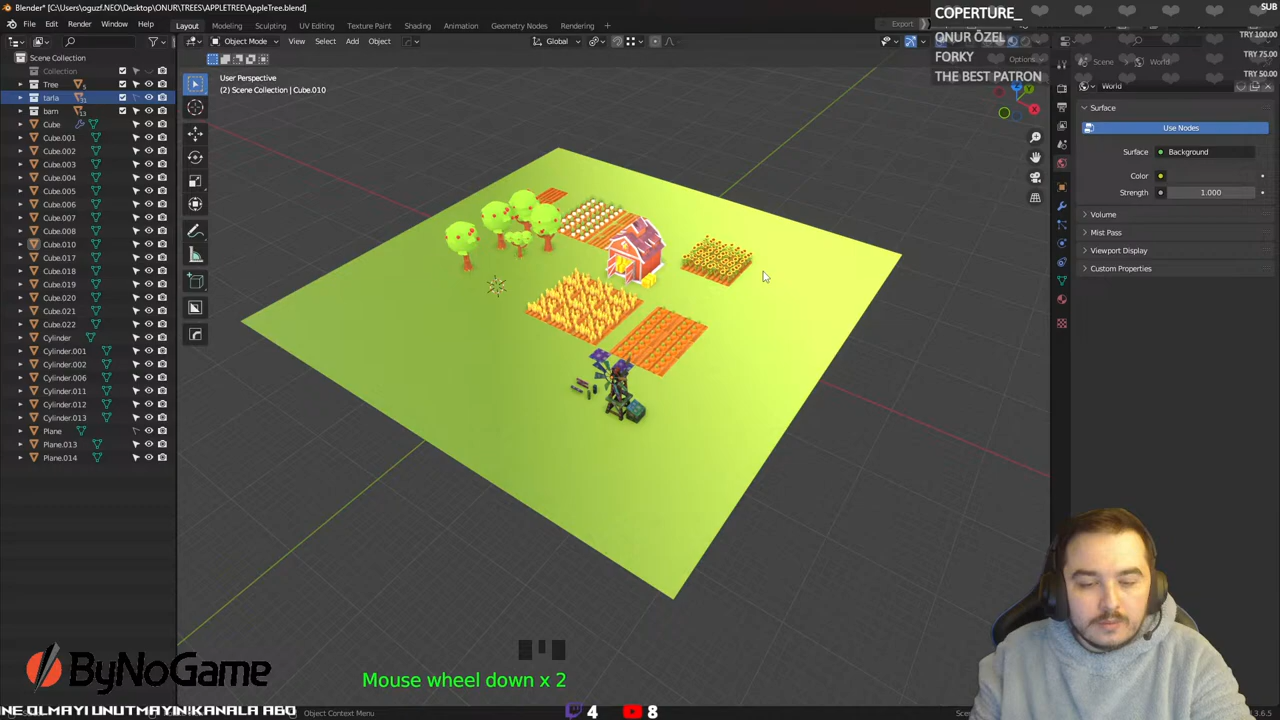 Blender* [C:\Users\oguzf.NEO\Desktop\ONUR\TREES\APPLETREE\AppleTree.blend]
File Edit Render Window Help
Layout Modeling Sculpting UV Editing Texture Paint Shading Animation Geometry Nodes Rendering
Export
COPERTURE_
ONUR ÖZEL
FORKY
THE BEST PATRON
SUB
TRY 100.00
TRY 75.00
TRY 50.00
Object Mode View Select Add Object
Global
Options
Scene Collection
Collection
Tree
tarla
barn
Cube
Cube.001
Cube.002
Cube.003
Cube.004
Cube.005
Cube.006
Cube.007
Cube.008
Cube.010
Cube.017
Cube.018
Cube.019
Cube.020
Cube.021
Cube.022
Cylinder
Cylinder.001
Cylinder.002
Cylinder.006
Cylinder.011
Cylinder.012
Cylinder.013
Plane
Plane.013
Plane.014
User Perspective
(2) Scene Collection | Cube.010
Scene > World
World
Surface
Use Nodes
Surface Background
Color
Strength 1.000
Volume
Mist Pass
Viewport Display
Custom Properties
Mouse wheel down x 2
ByNoGame
NE OLMAYI UNUTMAYIN!KANALA ABO
Object Context Menu
4
8
3.6.5